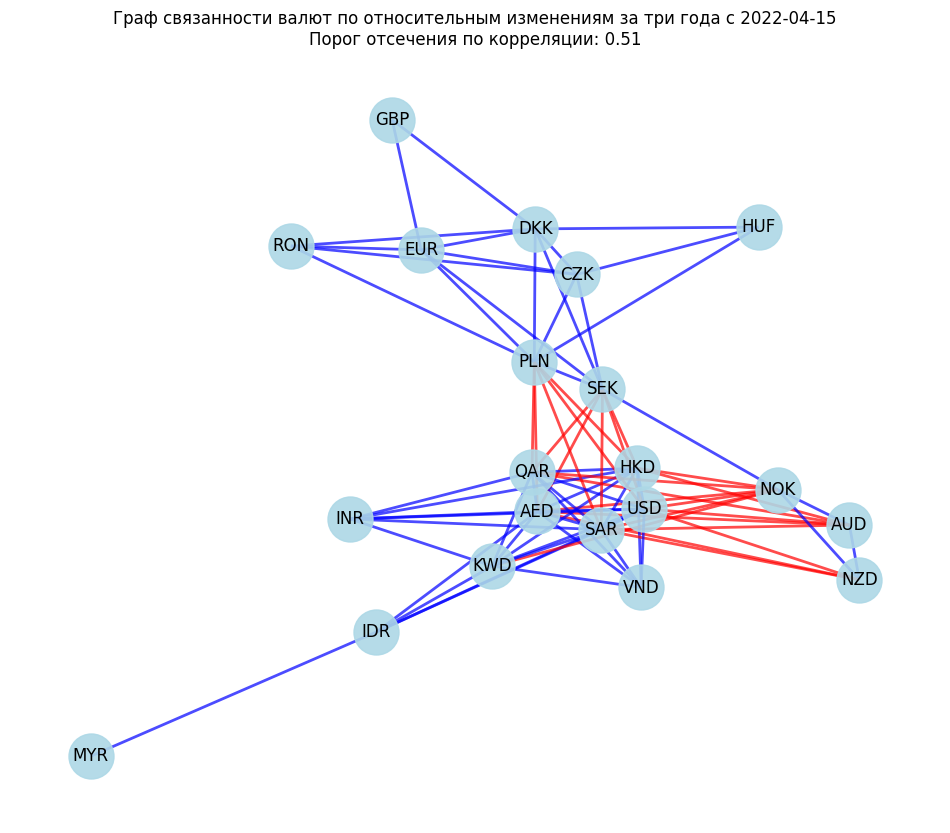 Граф связанности валют по относительным изменениям за три года с 2022-04-15
Порог отсечения по корреляции: 0.51
GBP
DKK
HUF
RON
EUR
CZK
PLN
SEK
QAR
HKD
NOK
INR
AED
USD
AUD
SAR
KWD
VND
NZD
IDR
MYR